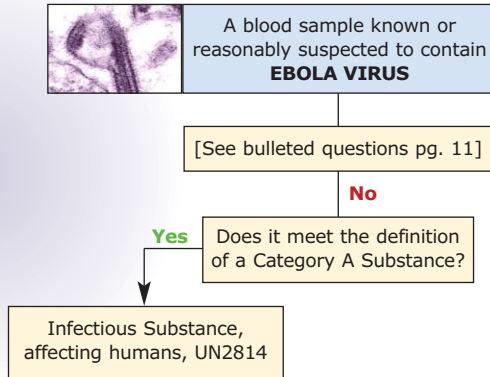 A blood sample known or
reasonably suspected to contain
EBOLA VIRUS
[See bulleted questions pg. 11]
No
Yes
Does it meet the definition
of a Category A Substance?
Infectious Substance,
affecting humans, UN2814